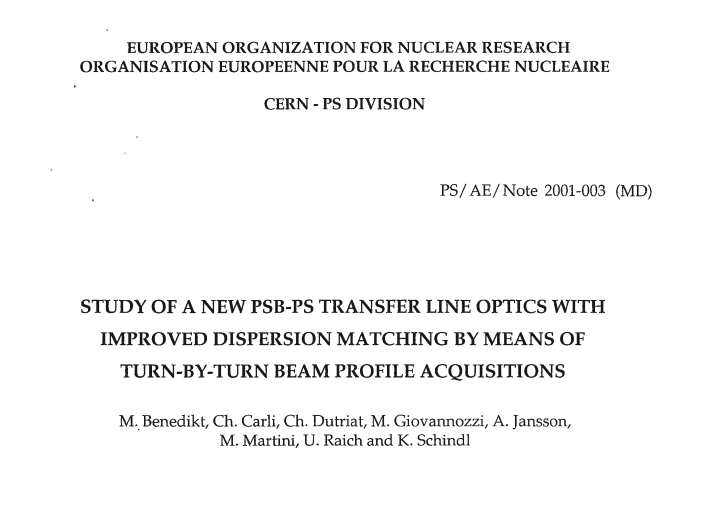 EUROPEAN ORGANIZATION FOR NUCLEAR RESEARCH
ORGANISATION EUROPEENNE POUR LA RECHERCHE NUCLEAIRE
CERN - PS DIVISION
PS/AE/Note 2001-003 (MD)
STUDY OF A NEW PSB-PS TRANSFER LINE OPTICS WITH
IMPROVED DISPERSION MATCHING BY MEANS OF
TURN-BY-TURN BEAM PROFILE ACQUISITIONS
M. Benedikt, Ch. Carli, Ch. Dutriat, M. Giovannozzi, A. Jansson,
M. Martini, U. Raich and K. Schindl